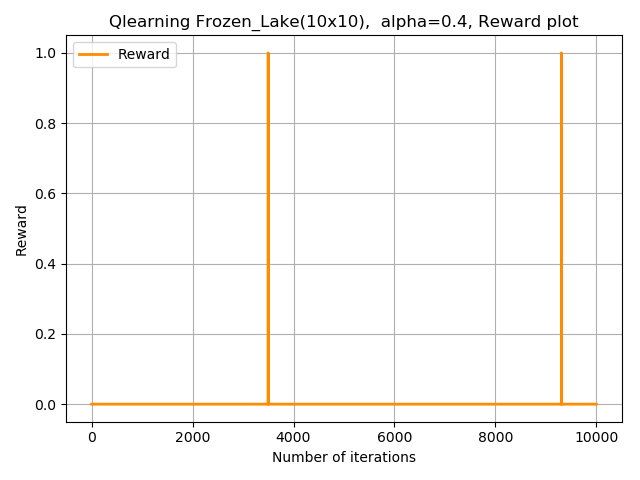 Qlearning Frozen_Lake(10x10),  alpha=0.4, Reward plot
Reward
1.0
0.8
0.6
0.4
0.2
0.0
Reward
0 2000 4000 6000 8000 10000
Number of iterations